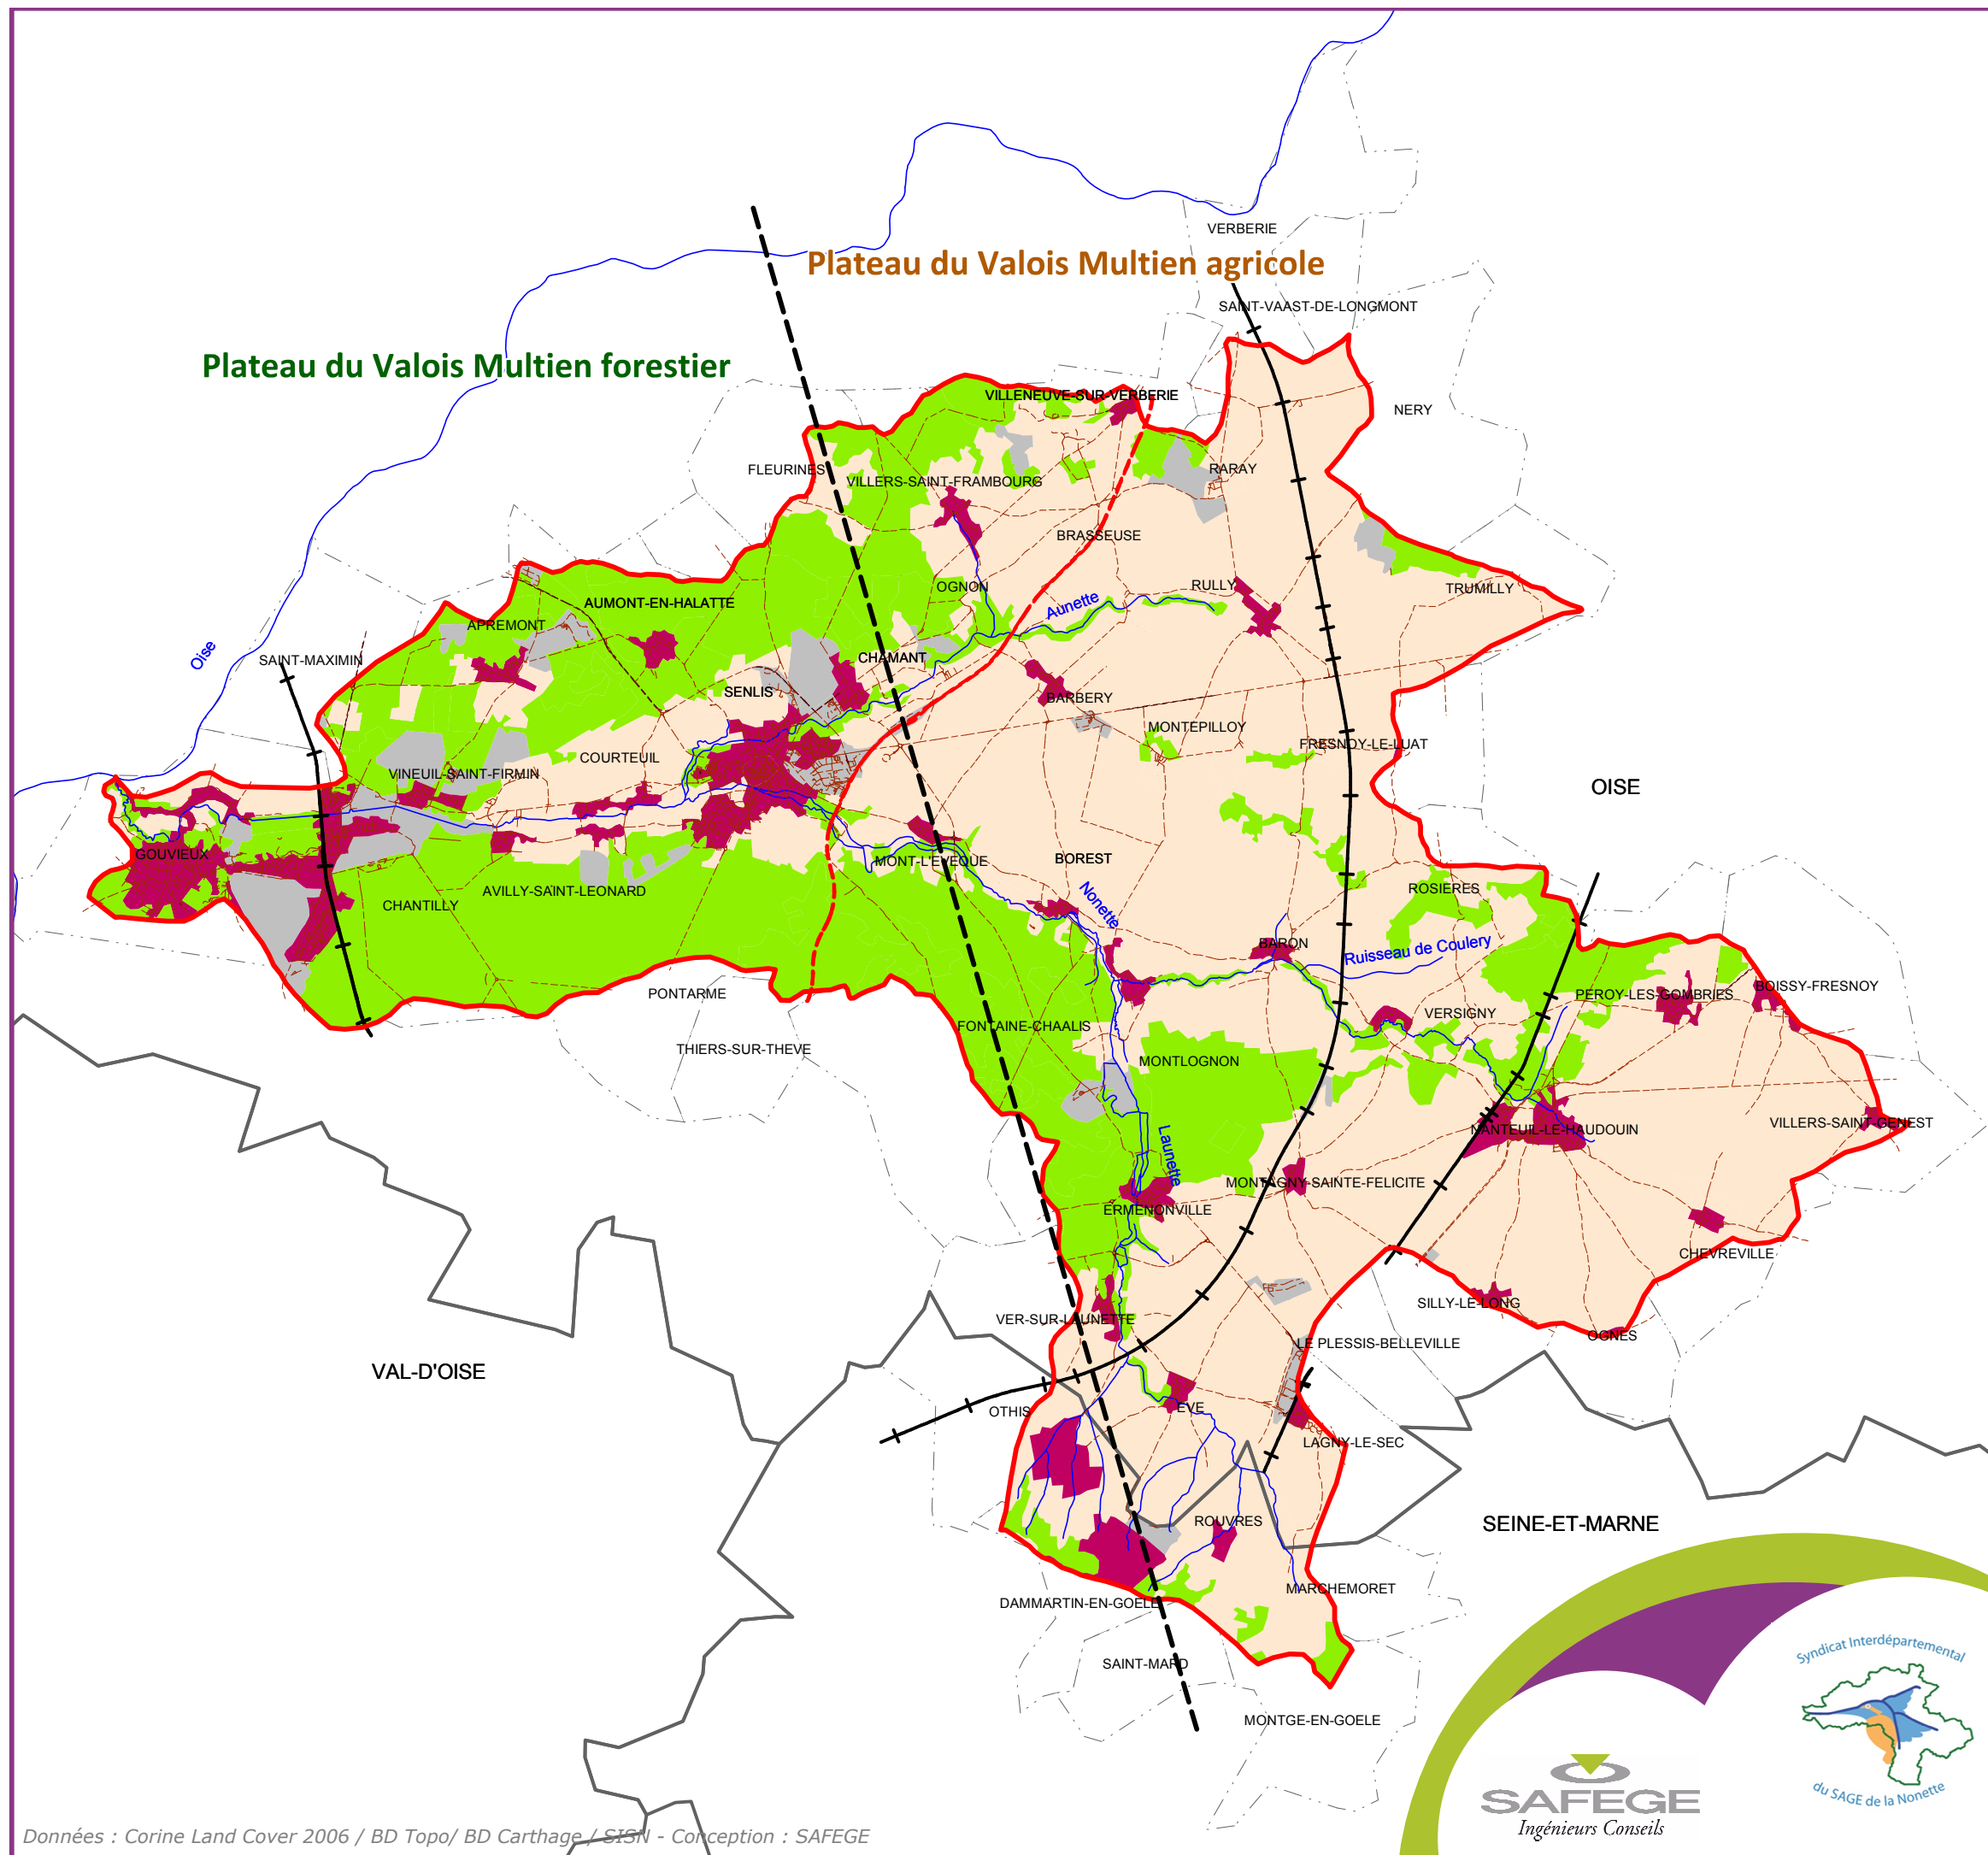 VERBERIE
Plateau du Valois Multien agricole
SAINT-VAAST-DE-LONGMONT
Plateau du Valois Multien forestier
VILLENEUVE-SUR-VERBERIE
NERY
FLEURINES
RARAY
VILLERS-SAINT-FRAMBOURG
BRASSEUSE
OGNON
RULLY
TRUMILLY
AUMONT-EN-HALATTE
Aunette
APREMONT
Oise
SAINT-MAXIMIN
CHAMANT
SENLIS
BARBERY
MONTEPILLOY
FRESNOY-LE-LUAT
COURTEUIL
VINEUIL-SAINT-FIRMIN
OISE
GOUVIEUX
MONT-L'EVEQUE
BOREST
AVILLY-SAINT-LEONARD
ROSIERES
CHANTILLY
Nonette
BARON
Ruisseau de Coulery
PONTARME
PEROY-LES-GOMBRIES
BOISSY-FRESNOY
VERSIGNY
FONTAINE-CHAALIS
THIERS-SUR-THEVE
MONTLOGNON
VILLERS-SAINT-GENEST
NANTEUIL-LE-HAUDOUIN
Launette
MONTAGNY-SAINTE-FELICITE
ERMENONVILLE
CHEVREVILLE
SILLY-LE-LONG
VER-SUR-LAUNETTE
OGNES
LE PLESSIS-BELLEVILLE
VAL-D'OISE
OTHIS
EVE
LAGNY-LE-SEC
ROUVRES
SEINE-ET-MARNE
MARCHEMORET
DAMMARTIN-EN-GOELE
SAINT-MARD
MONTGE-EN-GOELE
Syndicat Interdépartemental
du SAGE de la Nonette
SAFEGE
Ingénieurs Conseils
Données : Corine Land Cover 2006 / BD Topo/ BD Carthage / SISN - Conception : SAFEGE